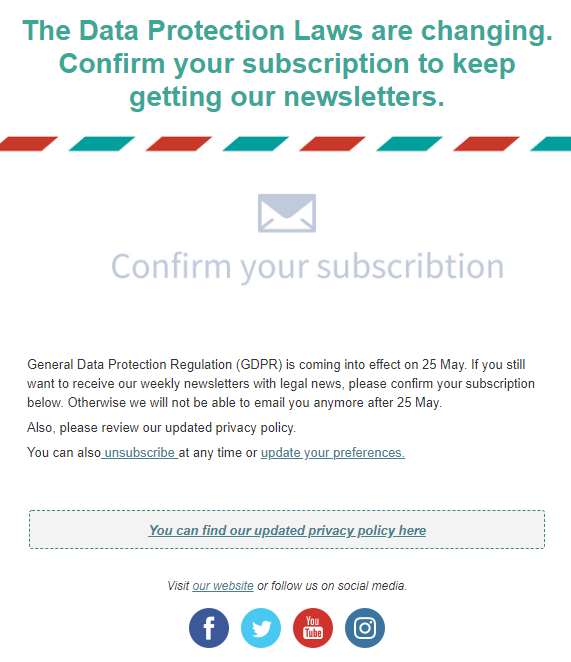 The Data Protection Laws are changing.
Confirm your subscription to keep
getting our newsletters.
Confirm your subscribtion
General Data Protection Regulation (GDPR) is coming into effect on 25 May. If you still
want to receive our weekly newsletters with legal news, please confirm your subscription
below. Otherwise we will not be able to email you anymore after 25 May.
Also, please review our updated privacy policy.
You can also unsubscribe at any time or update your preferences.
You can find our updated privacy policy here
Visit our website or follow us on social media.
You
Tube